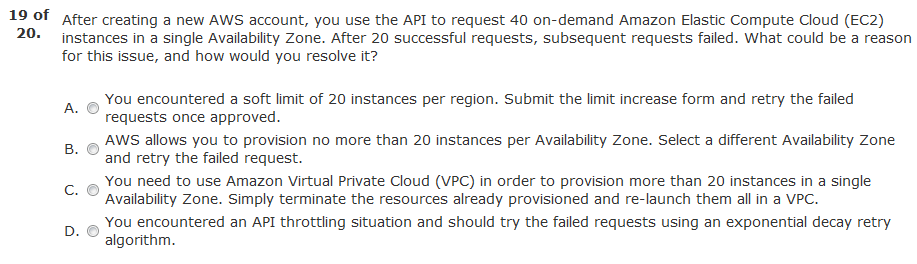 19 of 20.
After creating a new AWS account, you use the API to request 40 on-demand Amazon Elastic Compute Cloud (EC2)
instances in a single Availability Zone. After 20 successful requests, subsequent requests failed. What could be a reason
for this issue, and how would you resolve it?
A. You encountered a soft limit of 20 instances per region. Submit the limit increase form and retry the failed
requests once approved.
B. AWS allows you to provision no more than 20 instances per Availability Zone. Select a different Availability Zone
and retry the failed request.
C. You need to use Amazon Virtual Private Cloud (VPC) in order to provision more than 20 instances in a single
Availability Zone. Simply terminate the resources already provisioned and re-launch them all in a VPC.
D. You encountered an API throttling situation and should try the failed requests using an exponential decay retry
algorithm.